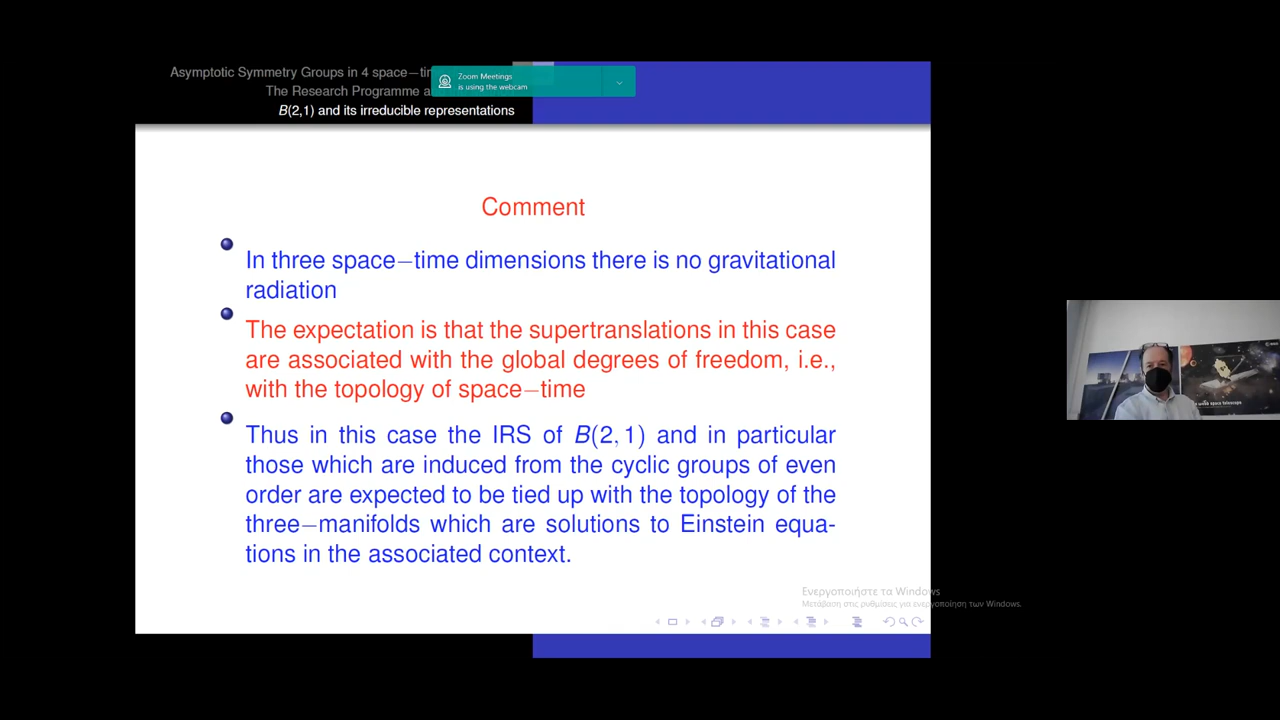 Asymptotic Symmetry Groups in 4 space−ti
The Research Programme a
B(2,1) and its irreducible representations
Zoom Meetings
is using the webcam
Comment
In three space−time dimensions there is no gravitational
radiation
The expectation is that the supertranslations in this case
are associated with the global degrees of freedom, i.e.,
with the topology of space−time
Thus in this case the IRS of B(2, 1) and in particular
those which are induced from the cyclic groups of even
order are expected to be tied up with the topology of the
three−manifolds which are solutions to Einstein equa-
tions in the associated context.
Ενεργοποιήστε τα Windows
Μετάβαση στις ρυθμίσεις για ενεργοποίηση των Windows.
space telescope